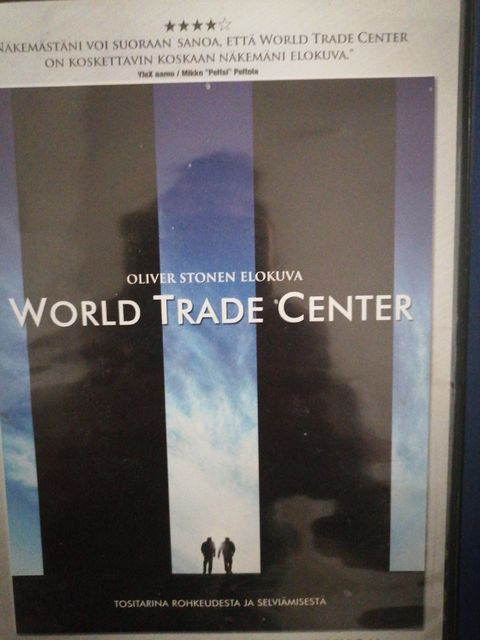 NÄKEMÄSTÄNI VOI SUORAAN SANOA, ETTÄ WORLD TRADE CENTER
ON KOSKETTAVIN KOSKAAN NÄKEMÄNI ELOKUVA."
YleX aamu / Mikko "Peltsi" Peltola
OLIVER STONEN ELOKUVA
WORLD TRADE CENTER
TOSITARINA ROHKEUDESTA JA SELVIÄMISESTÄ